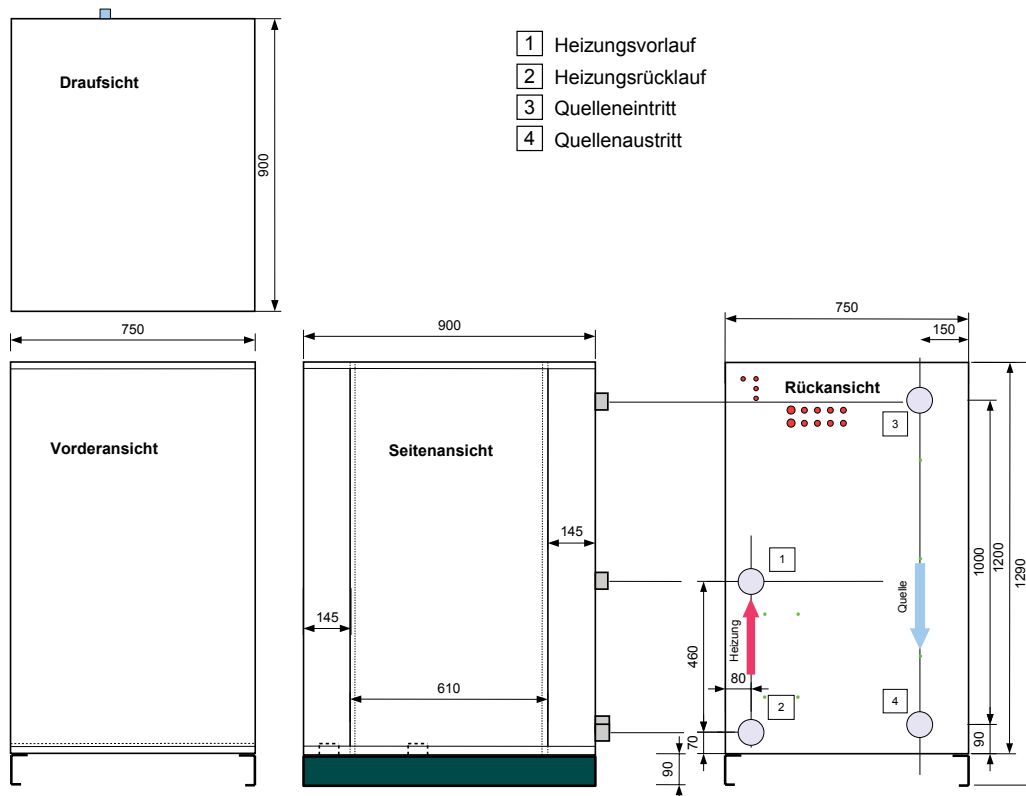 Draufsicht
900
1 Heizungsvorlauf
2 Heizungsrücklauf
3 Quelleneintritt
4 Quellenaustritt
750
Vorderansicht
900
Seitenansicht
145
145
610
90
750
150
Rückansicht
3
1
Heizung
Quelle
460
80
2
4
70
1000
1200
1290
90